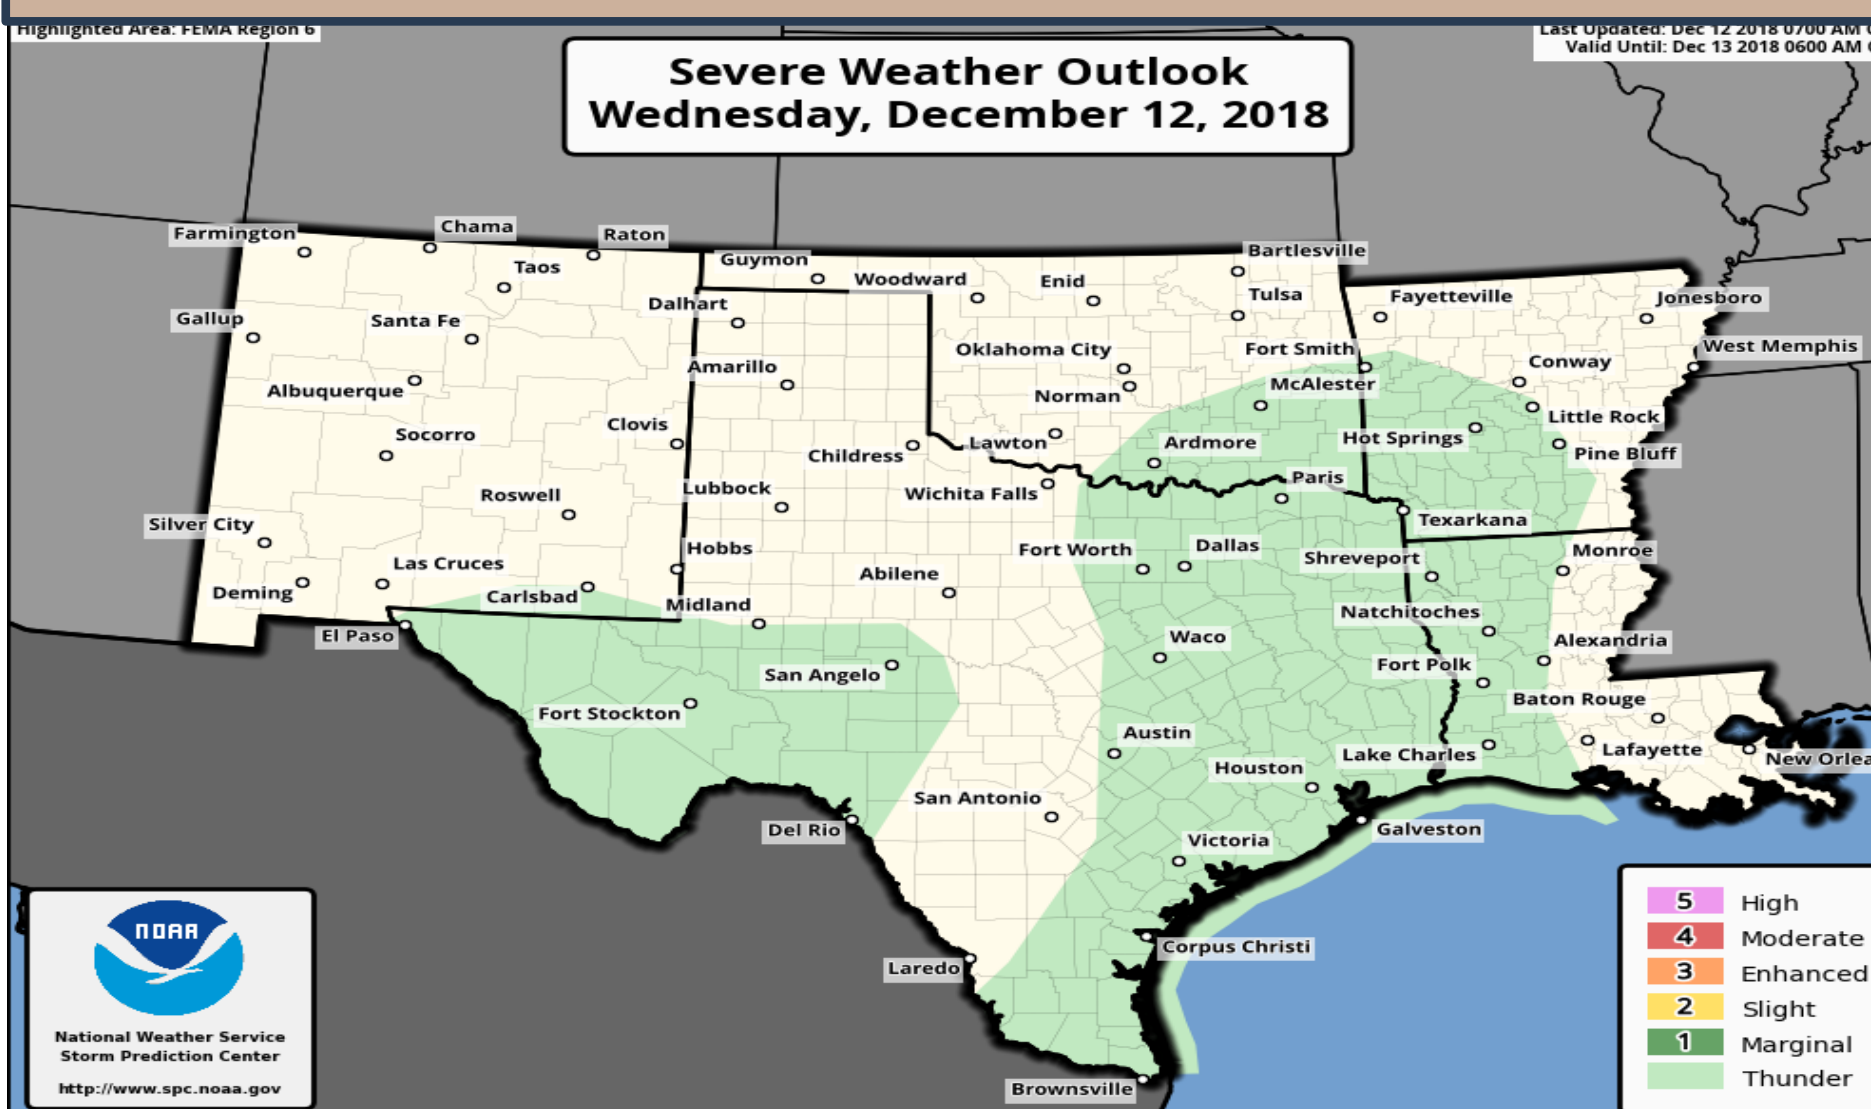 Highlighted Area: FEMA Region 6
Last Updated: Dec 12 2018 0700 AM
Valid Until: Dec 13 2018 0600 AM
Severe Weather Outlook
Wednesday, December 12, 2018
Farmington
Chama
Raton
Taos
Guymon
Woodward
Enid
Bartlesville
Tulsa
Dalhart
Gallup
Santa Fe
Fayetteville
Jonesboro
Oklahoma City
Fort Smith
West Memphis
Amarillo
Conway
Albuquerque
Norman
McAlester
Socorro
Clovis
Little Rock
Childress
Lawton
Ardmore
Hot Springs
Pine Bluff
Roswell
Lubbock
Wichita Falls
Paris
Silver City
Texarkana
Las Cruces
Hobbs
Fort Worth
Dallas
Shreveport
Monroe
Deming
Carlsbad
Midland
Abilene
Natchitoches
El Paso
Waco
Alexandria
San Angelo
Fort Polk
Fort Stockton
Baton Rouge
Austin
Lake Charles
Lafayette
New Orlea
Houston
San Antonio
Del Rio
Galveston
Victoria
Corpus Christi
Laredo
Brownsville
NOAA
National Weather Service
Storm Prediction Center
http://www.spc.noaa.gov
5 High
4 Moderate
3 Enhanced
2 Slight
1 Marginal
Thunder